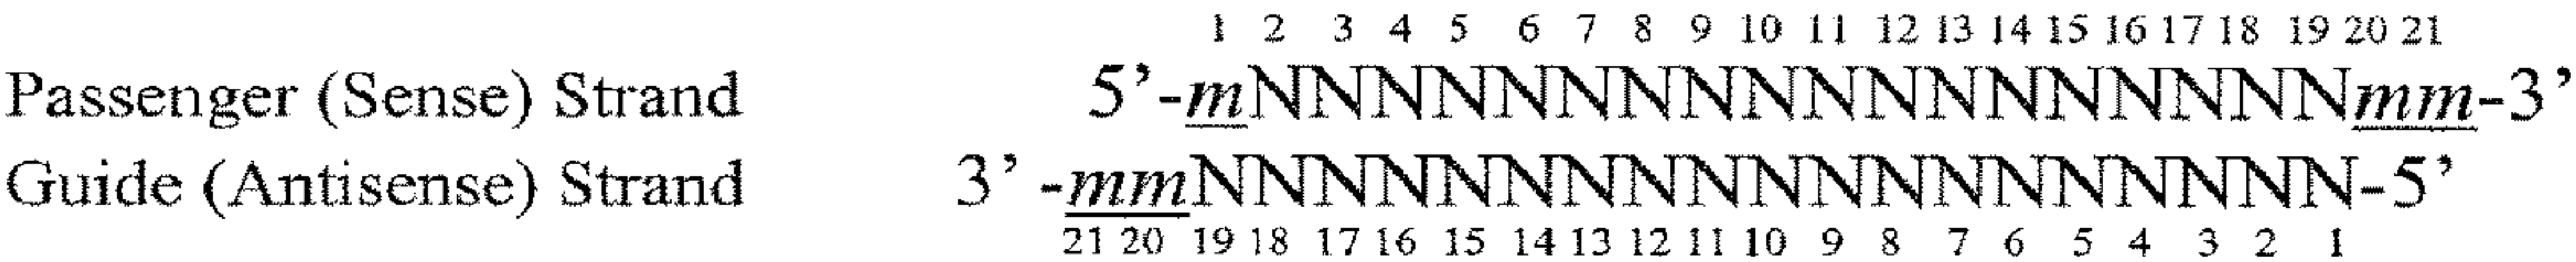 1 2 3 4 5 6 7 8 9 10 11 12 13 14 15 16 17 18 19 20 21
Passenger (Sense) Strand 5’-mNNNNNNNNNNNNNNNNNNmm-3’
Guide (Antisense) Strand 3’-mmNNNNNNNNNNNNNNNNNNN-5’
21 20 19 18 17 16 15 14 13 12 11 10 9 8 7 6 5 4 3 2 1